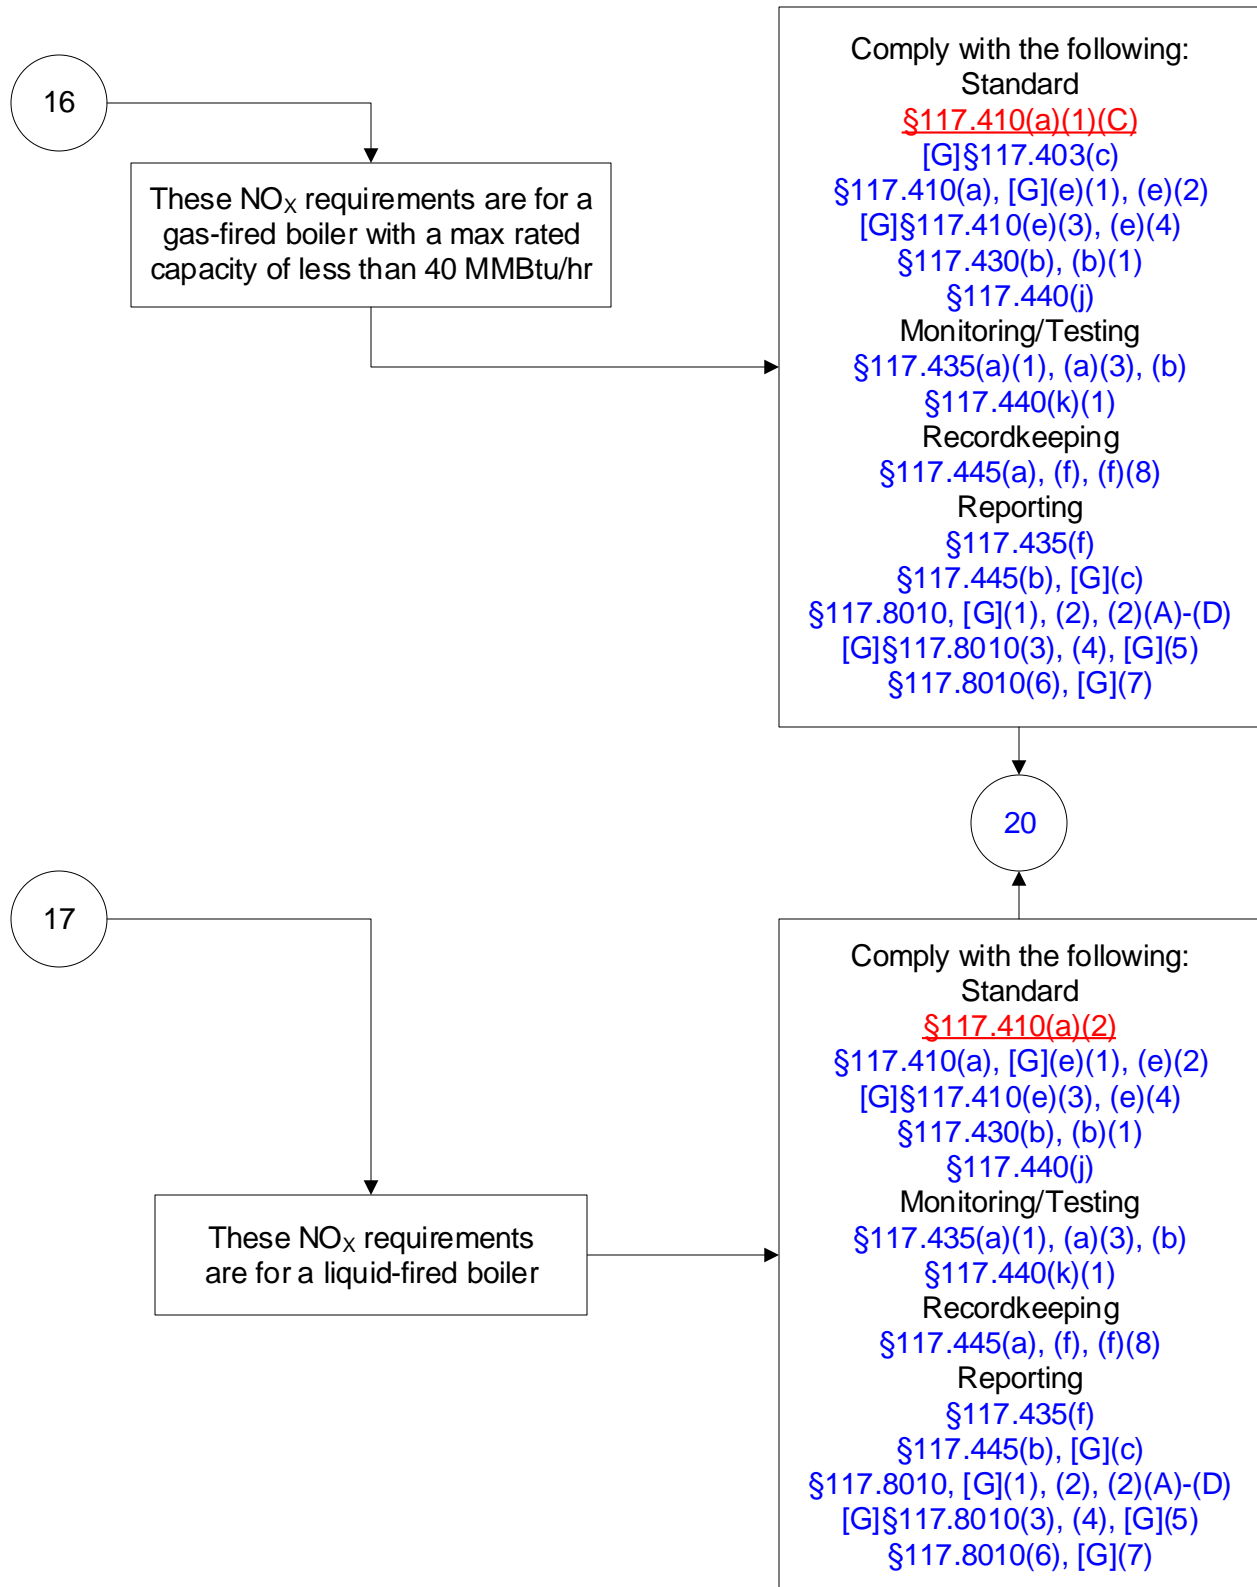 16
These NOX requirements are for a
gas-fired boiler with a max rated
capacity of less than 40 MMBtu/hr
Comply with the following:
Standard
§117.410(a)(1)(C)
[G]§117.403(c)
§117.410(a), [G](e)(1), (e)(2)
[G]§117.410(e)(3), (e)(4)
§117.430(b), (b)(1)
§117.440(j)
Monitoring/Testing
§117.435(a)(1), (a)(3), (b)
§117.440(k)(1)
Recordkeeping
§117.445(a), (f), (f)(8)
Reporting
§117.435(f)
§117.445(b), [G](c)
§117.8010, [G](1), (2), (2)(A)-(D)
[G]§117.8010(3), (4), [G](5)
§117.8010(6), [G](7)
20
17
These NOX requirements
are for a liquid-fired boiler
Comply with the following:
Standard
§117.410(a)(2)
§117.410(a), [G](e)(1), (e)(2)
[G]§117.410(e)(3), (e)(4)
§117.430(b), (b)(1)
§117.440(j)
Monitoring/Testing
§117.435(a)(1), (a)(3), (b)
§117.440(k)(1)
Recordkeeping
§117.445(a), (f), (f)(8)
Reporting
§117.435(f)
§117.445(b), [G](c)
§117.8010, [G](1), (2), (2)(A)-(D)
[G]§117.8010(3), (4), [G](5)
§117.8010(6), [G](7)